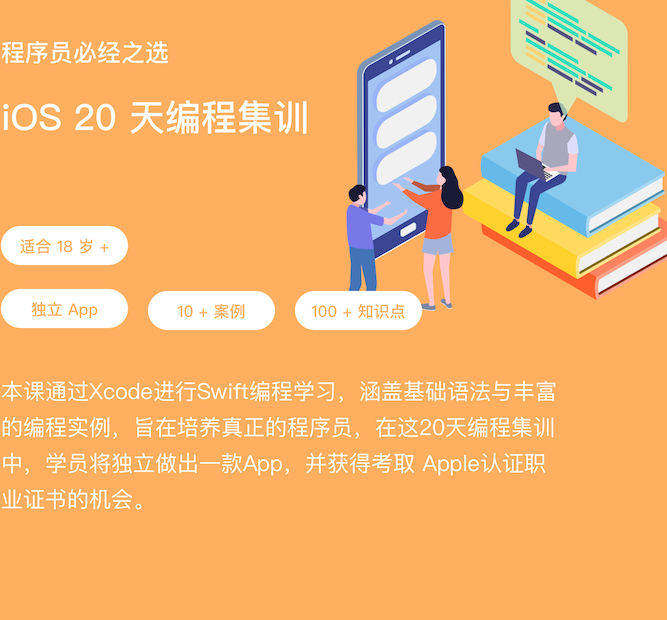 程序员必经之选
iOS 20 天编程集训
适合 18 岁 +
独立 App
10 + 案例
100 + 知识点
本课通过Xcode进行Swift编程学习，涵盖基础语法与丰富
的编程实例，旨在培养真正的程序员，在这20天编程集训
中，学员将独立做出一款App，并获得考取 Apple认证职
业证书的机会。